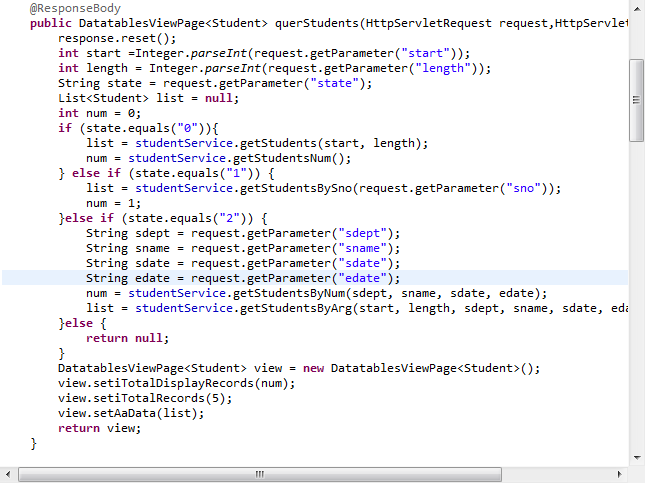 @ResponseBody
public DatatablesViewPage<Student> querStudents(HttpServletRequest request,HttpServlet
response.reset();
int start =Integer.parseInt(request.getParameter("start"));
int length = Integer.parseInt(request.getParameter("length"));
String state = request.getParameter("state");
List<Student> list = null;
int num = 0;
if (state.equals("0")){
list = studentService.getStudents(start, length);
num = studentService.getStudentsNum();
} else if (state.equals("1")) {
list = studentService.getStudentsBySno(request.getParameter("sno"));
num = 1;
}else if (state.equals("2")) {
String sdept = request.getParameter("sdept");
String sname = request.getParameter("sname");
String sdate = request.getParameter("sdate");
String edate = request.getParameter("edate");
num = studentService.getStudentsByNum(sdept, sname, sdate, edate);
list = studentService.getStudentsByArg(start, length, sdept, sname, sdate, eda
}else {
return null;
}
DatatablesViewPage<Student> view = new DatatablesViewPage<Student>();
view.setiTotalDisplayRecords(num);
view.setiTotalRecords(5);
view.setAaData(list);
return view;
}